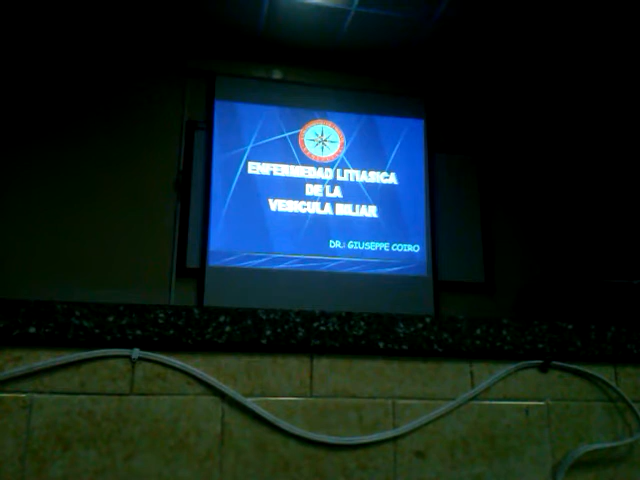 ENFERMEDAD LITIASICA
DE LA
VESICULA BILIAR
DR.: GIUSEPPE COIRO